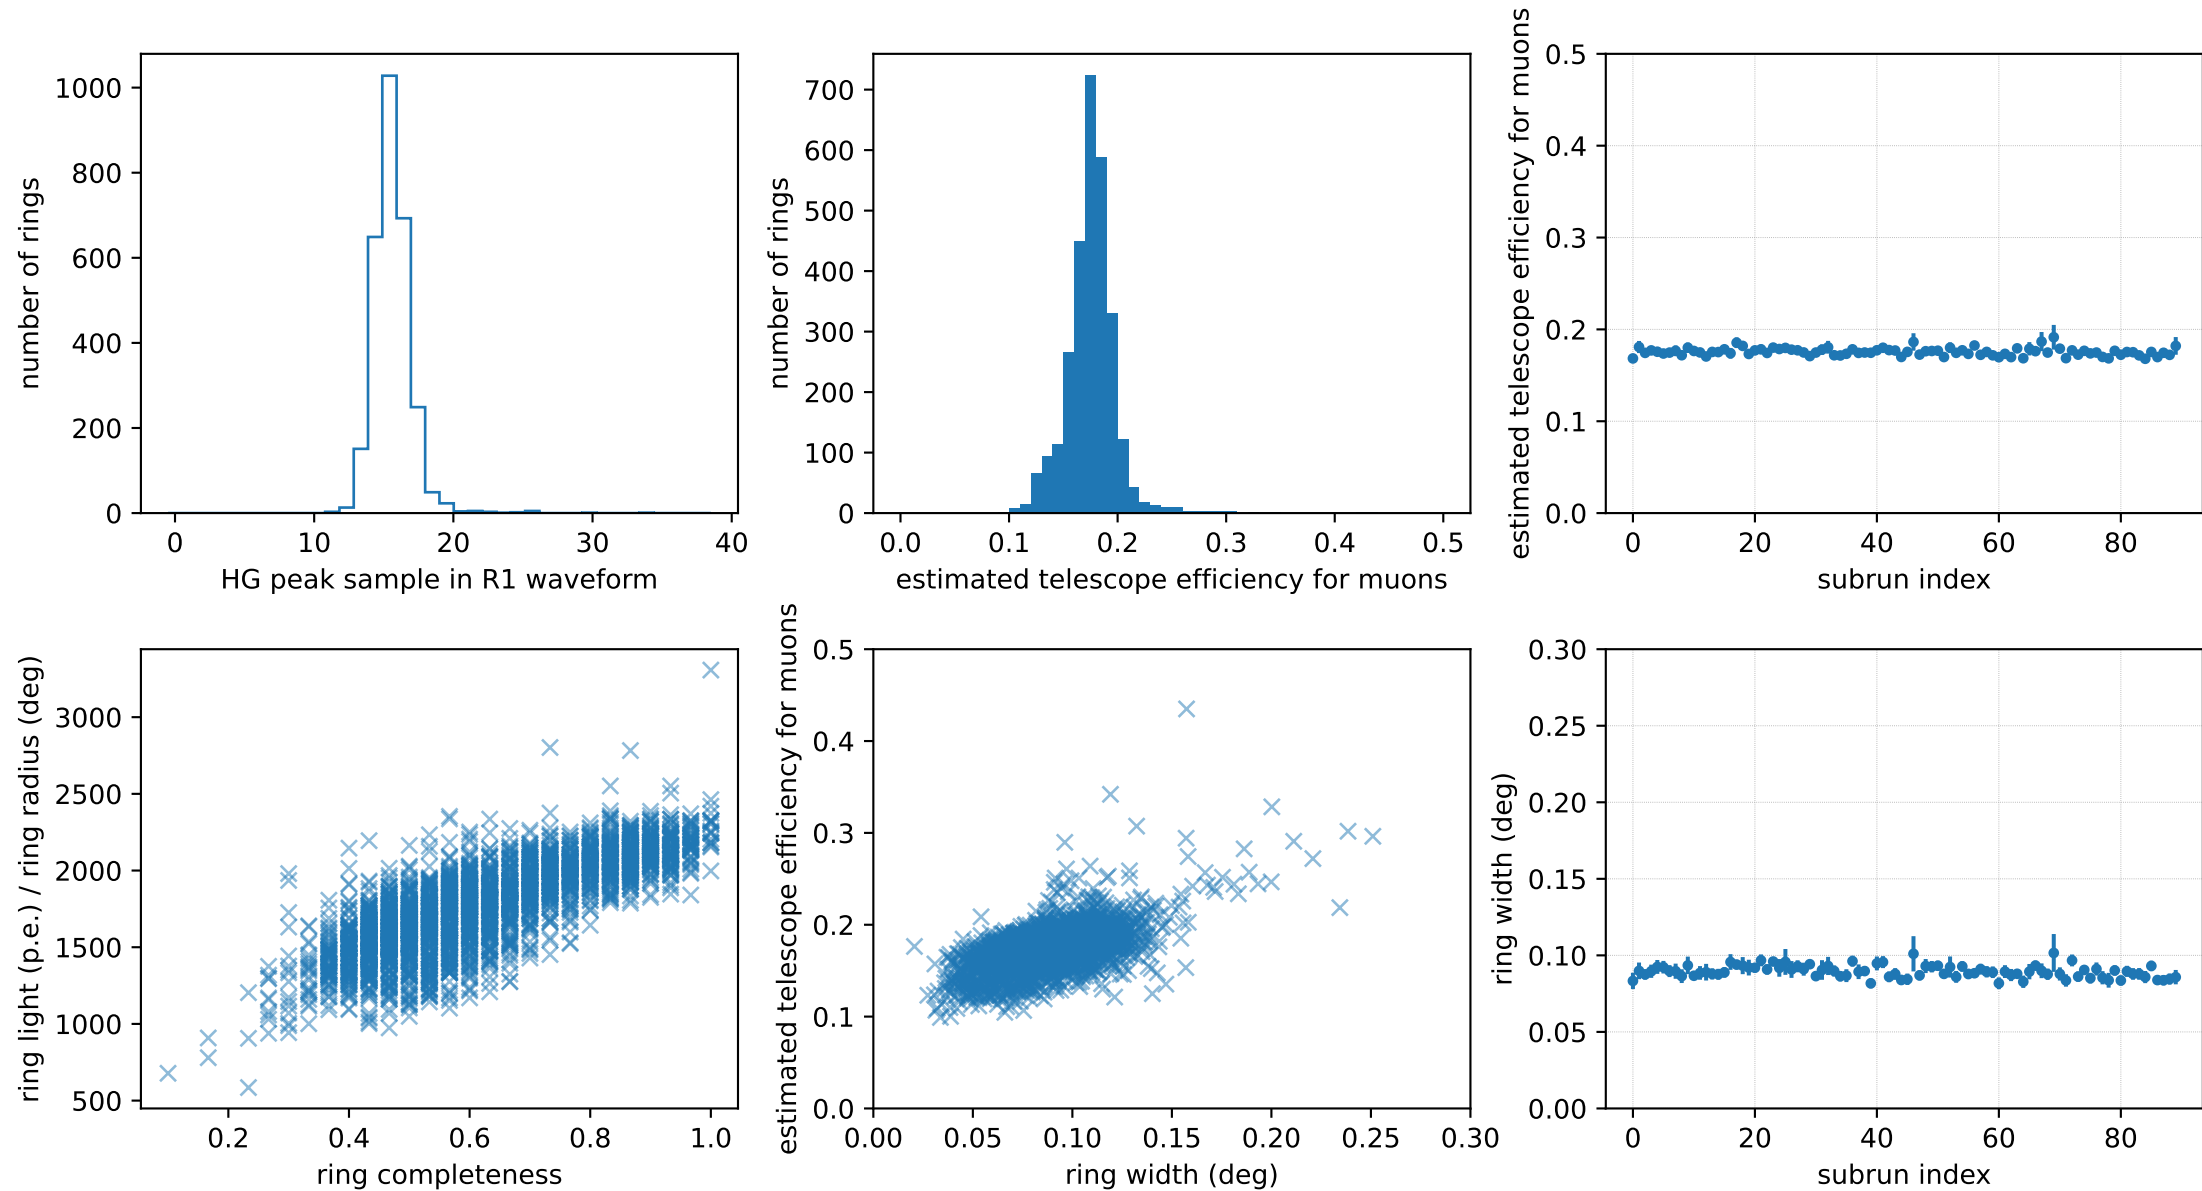 1000
800
600
400
200
0
number of rings
0 10 20 30 40
HG peak sample in R1 waveform
700
600
500
400
300
200
100
0
number of rings
0.0 0.1 0.2 0.3 0.4 0.5
estimated telescope efficiency for muons
0.5
0.4
0.3
0.2
0.1
0.0
estimated telescope efficiency for muons
0 20 40 60 80
subrun index
3000
2500
2000
1500
1000
500
ring light (p.e.) / ring radius (deg)
0.2 0.4 0.6 0.8 1.0
ring completeness
0.5
0.4
0.3
0.2
0.1
0.0
estimated telescope efficiency for muons
0.00 0.05 0.10 0.15 0.20 0.25 0.30
ring width (deg)
0.30
0.25
0.20
0.15
0.10
0.05
0.00
ring width (deg)
0 20 40 60 80
subrun index